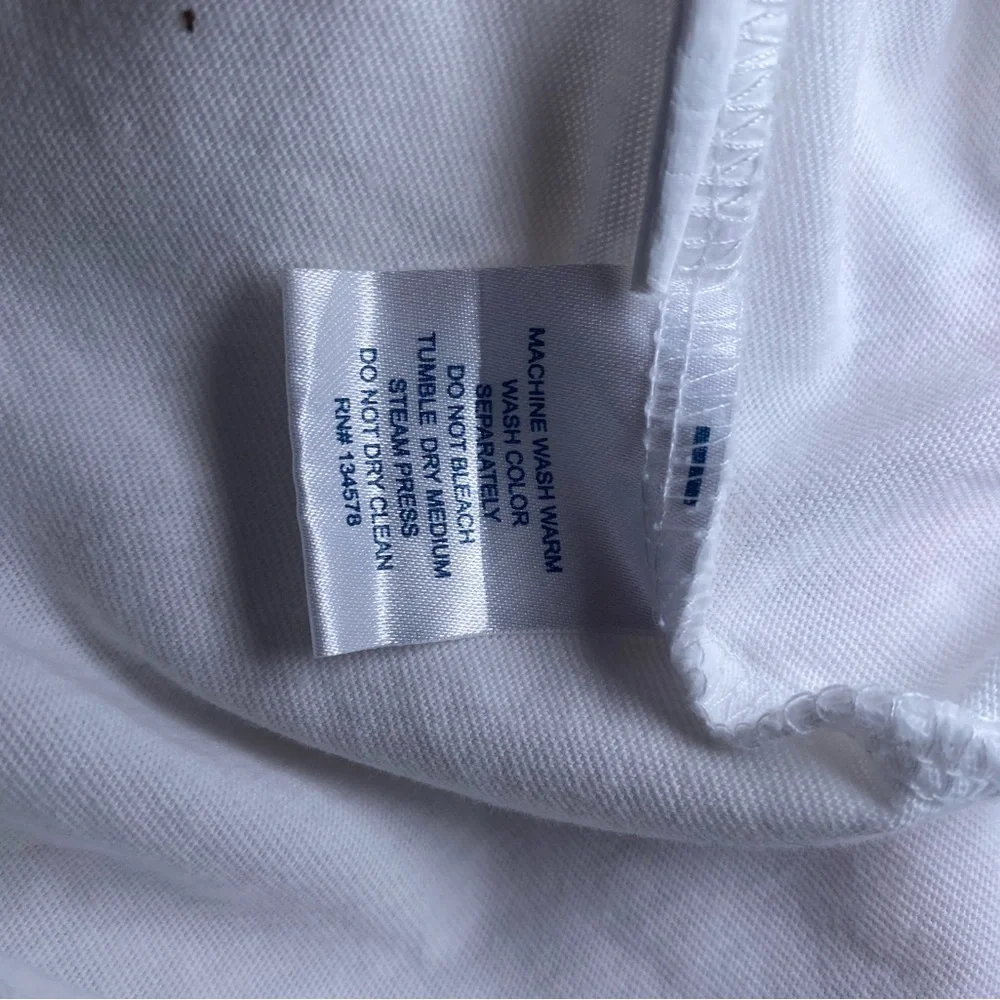 MACHINE WASH WARM
WASH COLOR
SEPARATELY
DO NOT BLEACH
TUMBLE DRY MEDIUM
STEAM PRESS
DO NOT DRY CLEAN
RN# 134578